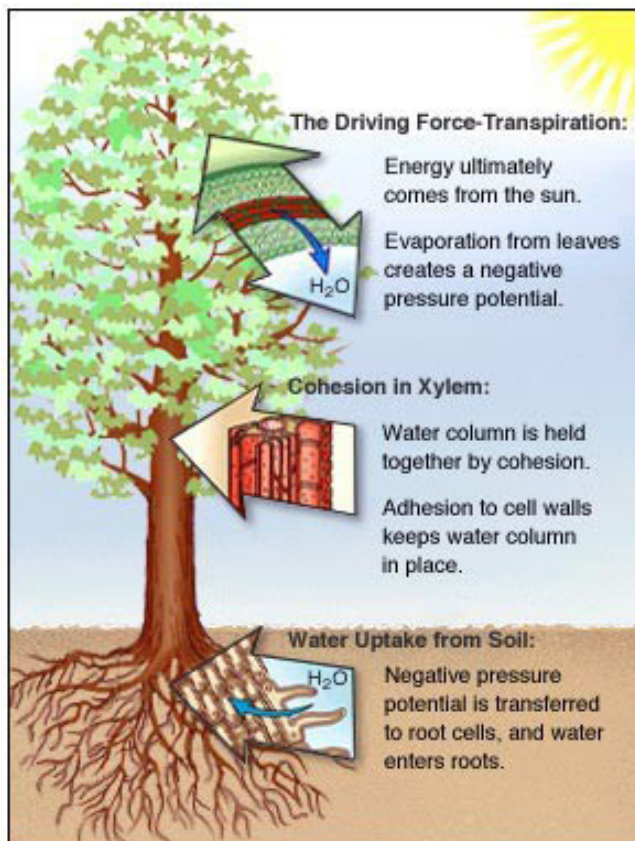 The Driving Force-Transpiration:
Energy ultimately
comes from the sun.
Evaporation from leaves
creates a negative
pressure potential.
H₂O
Cohesion in Xylem:
Water column is held
together by cohesion.
Adhesion to cell walls
keeps water column
in place.
Water Uptake from Soil:
H₂O
Negative pressure
potential is transferred
to root cells, and water
enters roots.